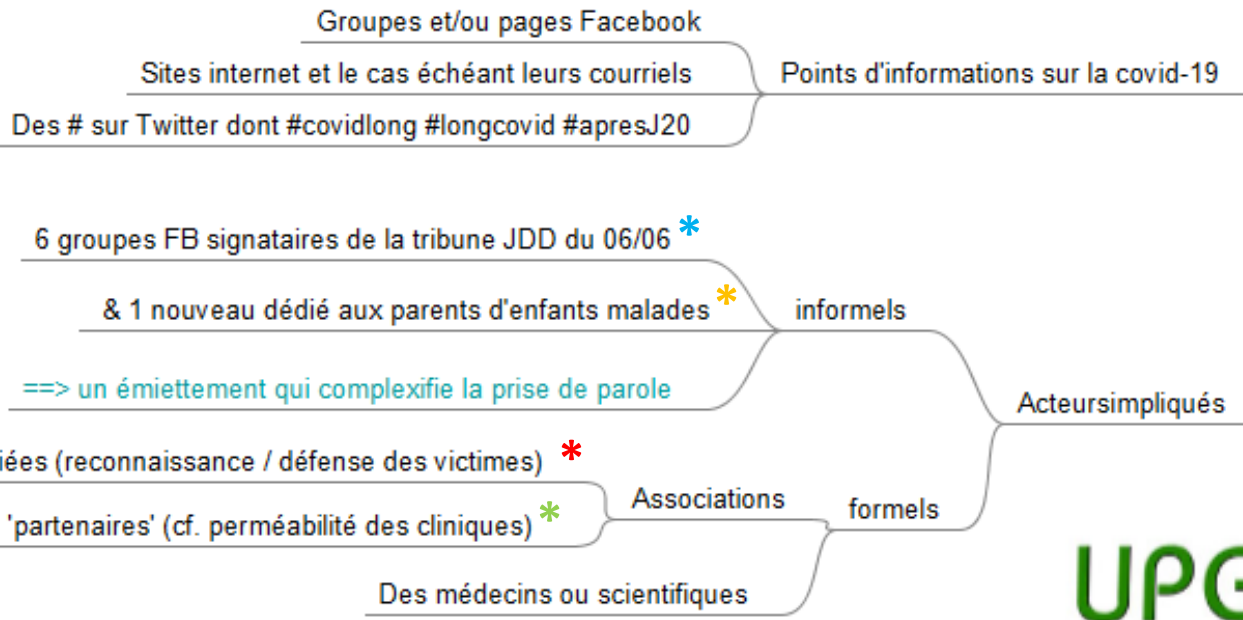 Groupes et/ou pages Facebook
Sites internet et le cas échéant leurs courriels
Points d'informations sur la covid-19
Des # sur Twitter dont #covidlong #longcovid #apresJ20
6 groupes FB signataires de la tribune JDD du 06/06 *
& 1 nouveau dédié aux parents d'enfants malades *
informels
==> un émiettement qui complexifie la prise de parole
Acteursimpliqués
iées (reconnaissance / défense des victimes) *
Associations
formels
'partenaires' (cf. perméabilité des cliniques) *
Des médecins ou scientifiques
UPG